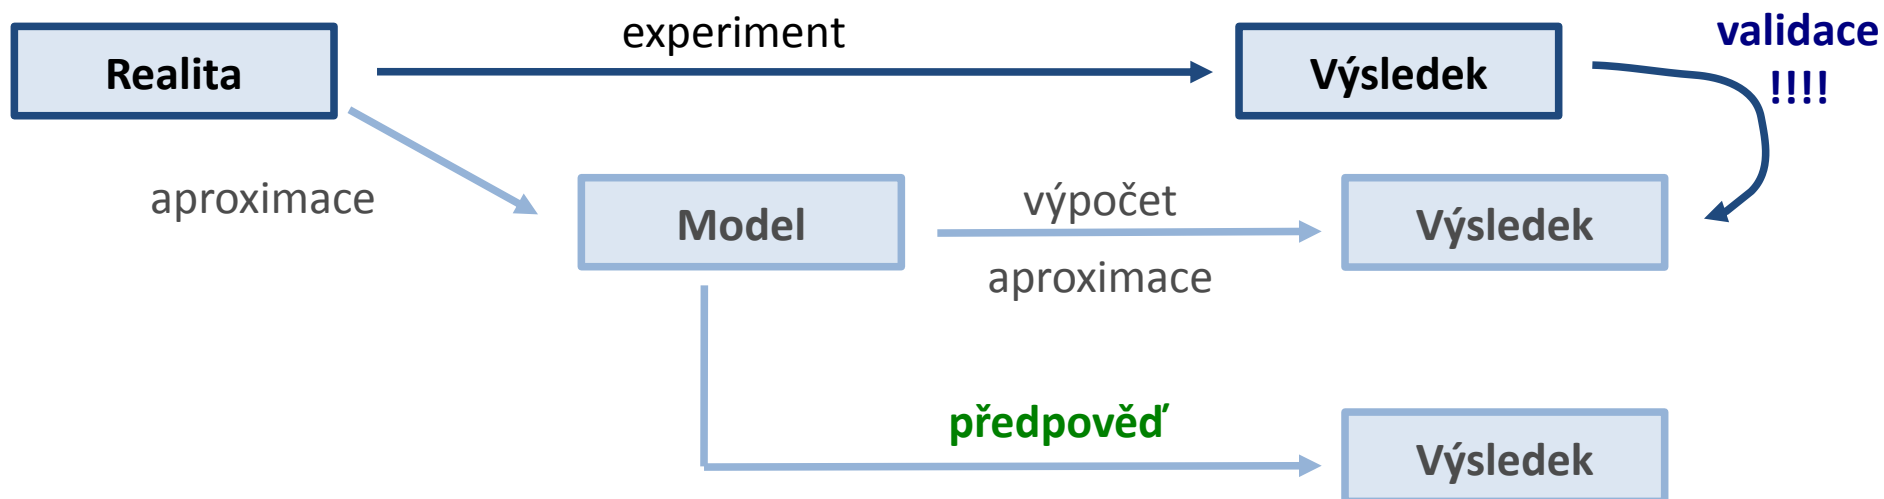 experiment
validace
!!!!
Realita
Výsledek
aproximace
Model
výpočet
aproximace
Výsledek
předpověď
Výsledek